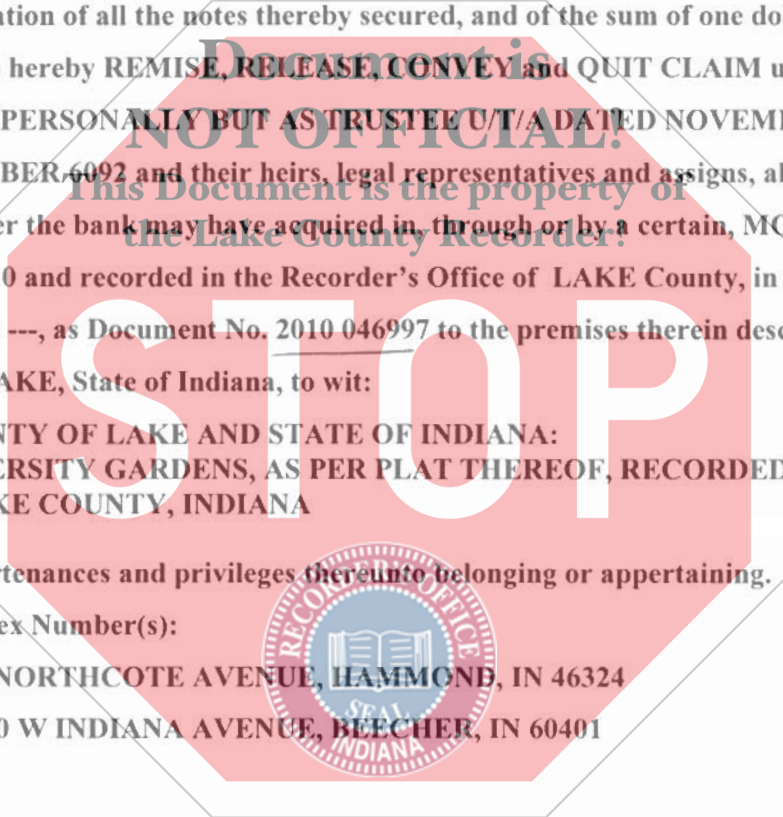 ation of all the notes thereby secured, and of the sum of one do
Document is
hereby REMISE, RELEASE, CONVEY and QUIT CLAIM u
NOT OFFICIAL!
PERSONALLY BUT AS TRUSTEE U/T/A DATED NOVEM
BER 6092 and their heirs, legal representatives and assigns, al
This Document is the property of
er the bank may have acquired in, through or by a certain, MO
the Lake County Recorder!
0 and recorded in the Recorder's Office of LAKE County, in
---, as Document No. 2010 046997 to the premises therein desc
AKE, State of Indiana, to wit:
STOP
NTY OF LAKE AND STATE OF INDIANA:
ERSITY GARDENS, AS PER PLAT THEREOF, RECORDED
KE COUNTY, INDIANA
rtenances and privileges thereunto belonging or appertaining.
ex Number(s):
NORTHCOTE AVENUE, HAMMOND, IN 46324
0 W INDIANA AVENUE, BEECHER, IN 60401
RECORDER'S OFFICE
SEAL
INDIANA